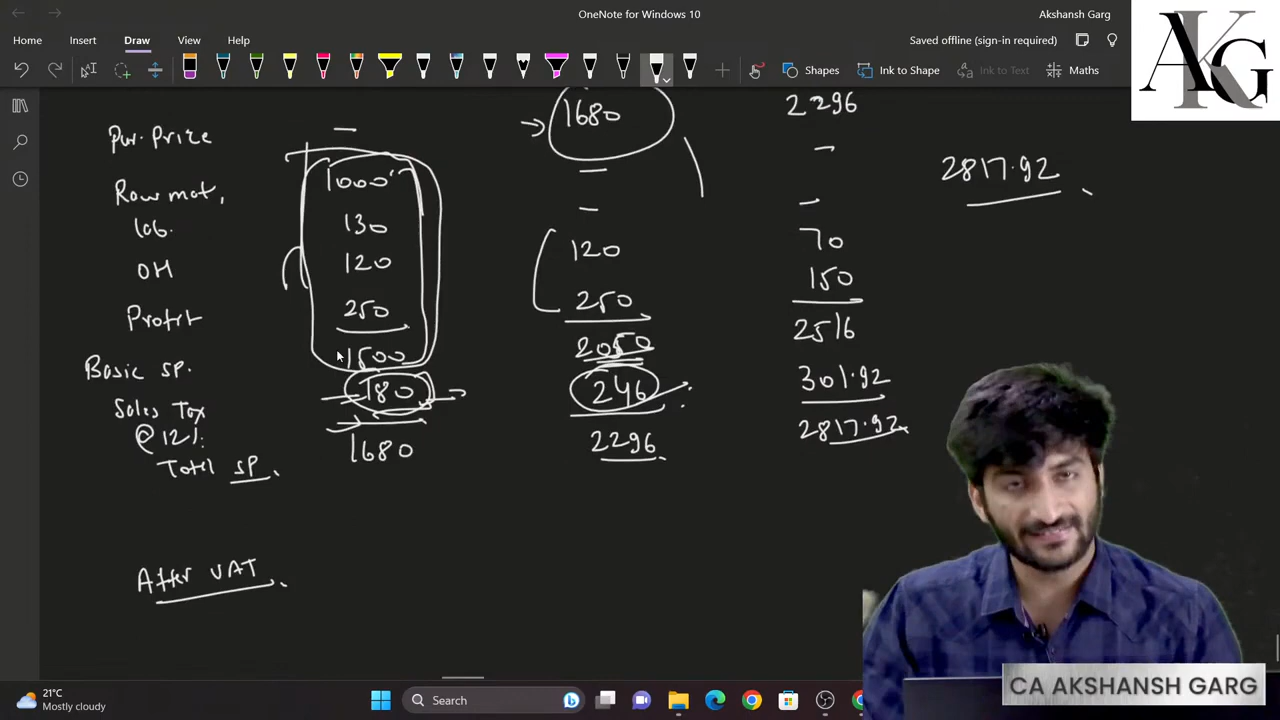 OneNote for Windows 10
Akshansh Garg
Home Insert Draw View Help
Saved offline (sign-in required)
Shapes Ink to Shape Ink to Text Maths
AKG
Pur. Price - 1680 2296
Raw mat. 1000 - -
lab. 130 - -
OH 120 120 70
Profit 250 250 150
Basic SP. 1500 2050 2516
Sales Tax @ 12% 180 246 301.92
Total SP. 1680 2296 2817.92
2817.92
After VAT
CA AKSHANSH GARG
21°C
Mostly cloudy
Search